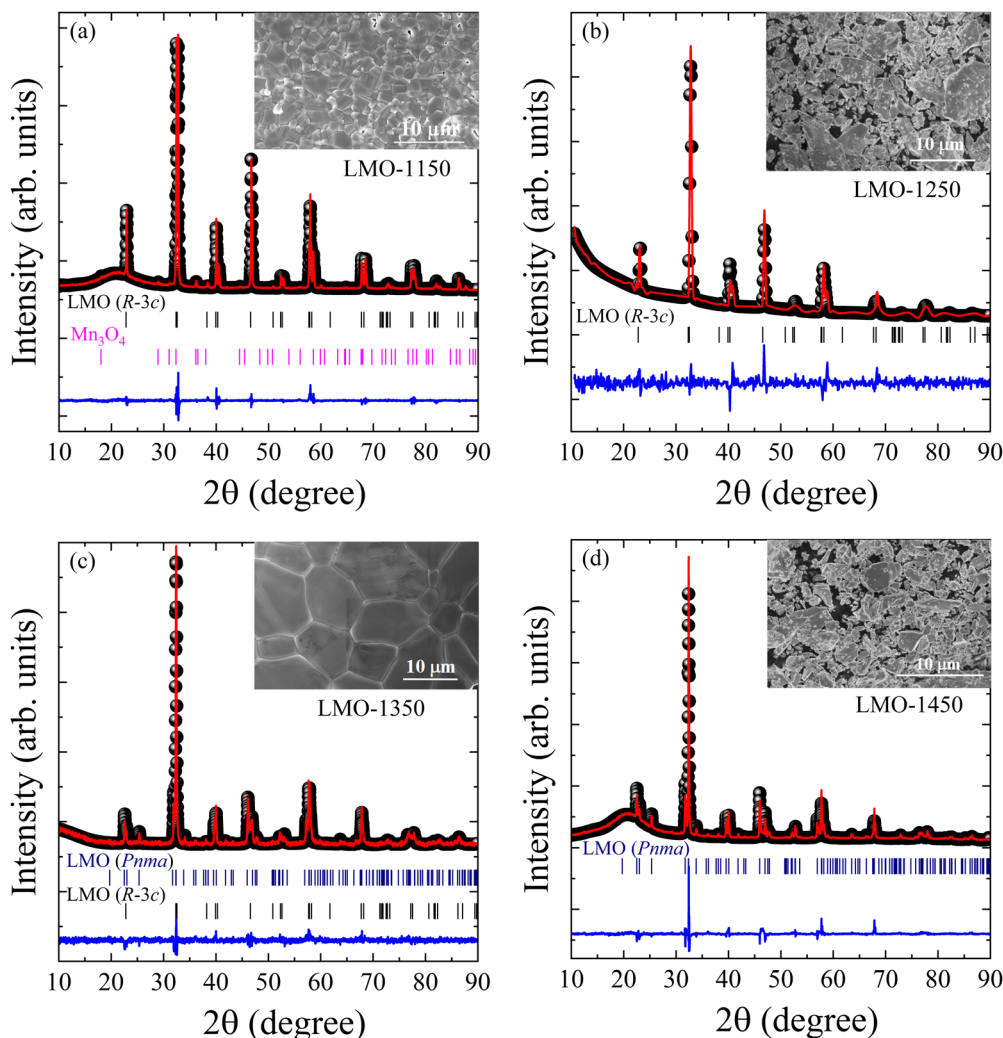 (a)
10 μm
LMO-1150
Intensity (arb. units)
LMO (R-3c)
Mn₃O₄
10 20 30 40 50 60 70 80 90
2θ (degree)
(b)
10 μm
LMO-1250
Intensity (arb. units)
LMO (R-3c)
10 20 30 40 50 60 70 80 90
2θ (degree)
(c)
10 μm
LMO-1350
Intensity (arb. units)
LMO (Pnma)
LMO (R-3c)
10 20 30 40 50 60 70 80 90
2θ (degree)
(d)
10 μm
LMO-1450
Intensity (arb. units)
LMO (Pnma)
10 20 30 40 50 60 70 80 90
2θ (degree)